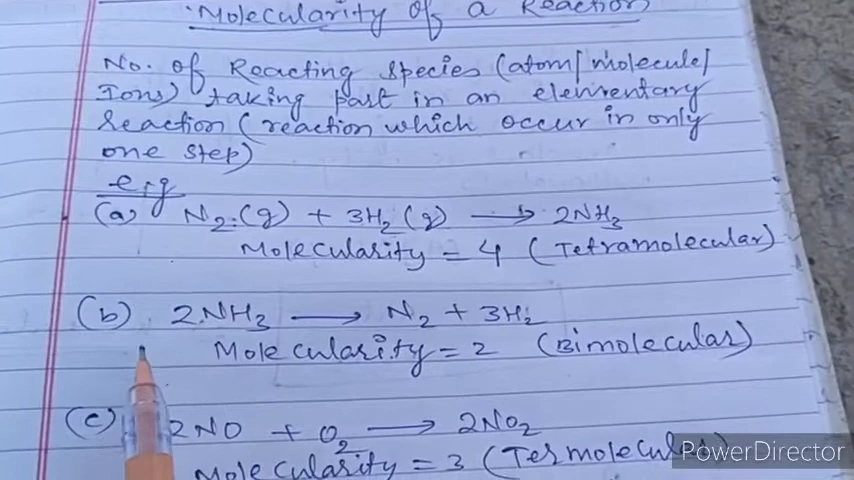 Molecularity of a Reaction
No. of Reacting species (atom/molecule/
Ions) taking part in an elementary
reaction (reaction which occur in only
one step)
e.g
(a) N₂(g) + 3H₂(g) → 2NH₃
Molecularity = 4 (Tetramolecular)
(b) 2NH₃ → N₂ + 3H₂
Molecularity = 2 (Bimolecular)
(c) 2NO + O₂ → 2NO₂
Molecularity = 3 (Termolecular)
PowerDirector